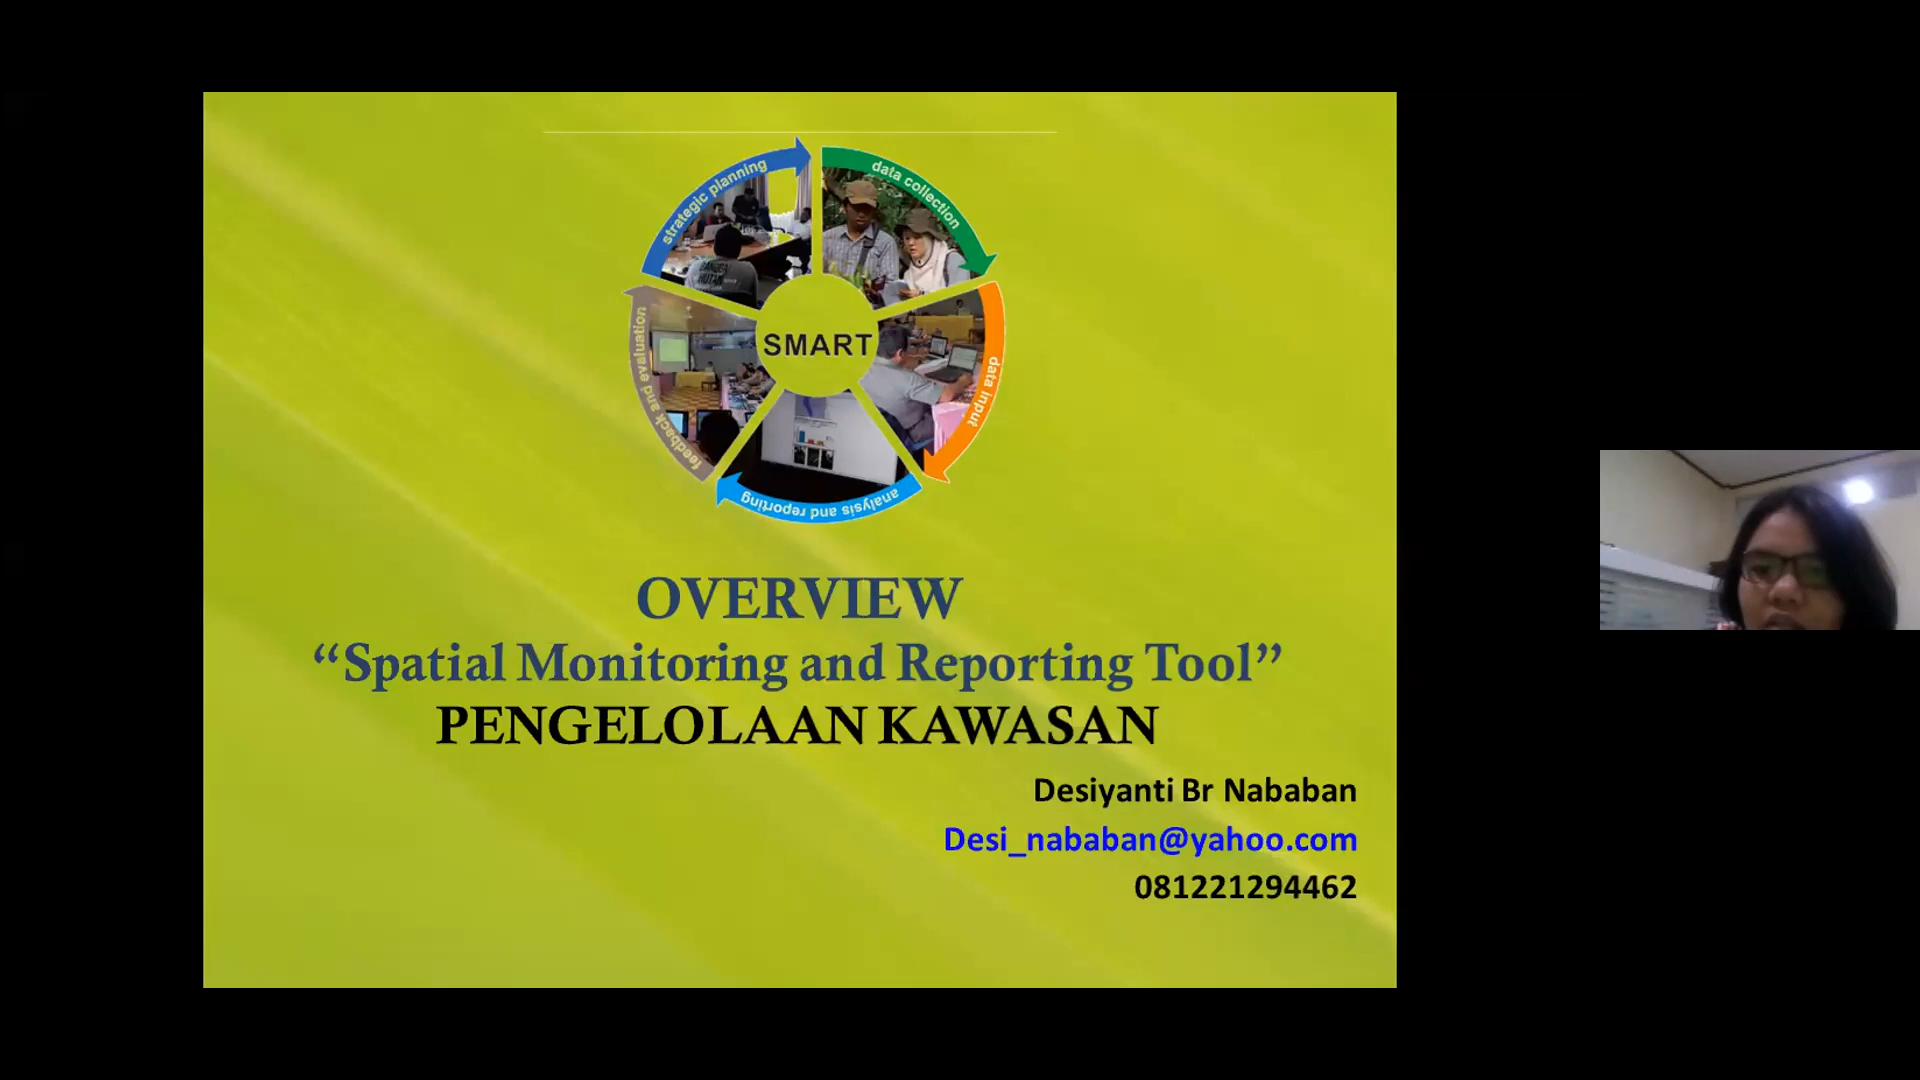 strategic planning
data collection
data input
analysis and reporting
feedback and evaluation
SMART
OVERVIEW
“Spatial Monitoring and Reporting Tool”
PENGELOLAAN KAWASAN
Desiyanti Br Nababan
Desi_nababan@yahoo.com
081221294462